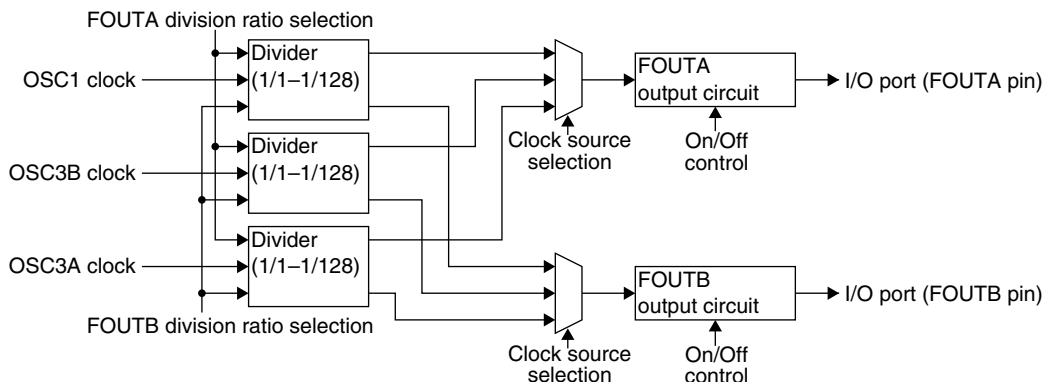 FOUTA division ratio selection
Divider
(1/1–1/128)
OSC1 clock
FOUTA
output circuit
I/O port (FOUTA pin)
Clock source
selection
On/Off
control
Divider
(1/1–1/128)
OSC3B clock
Divider
(1/1–1/128)
OSC3A clock
FOUTB division ratio selection
FOUTB
output circuit
I/O port (FOUTB pin)
Clock source
selection
On/Off
control